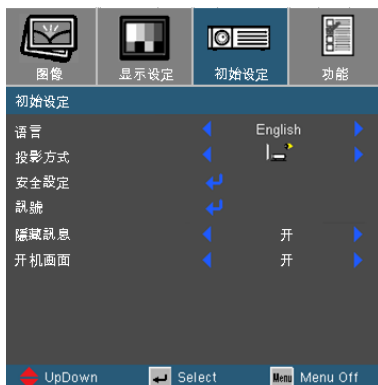 图像 显示设定 初始设定 功能
初始设定
语言 English
投影方式
安全設定
訊號
隱藏訊息 开
开机画面 开
UpDown Select Menu Menu Off